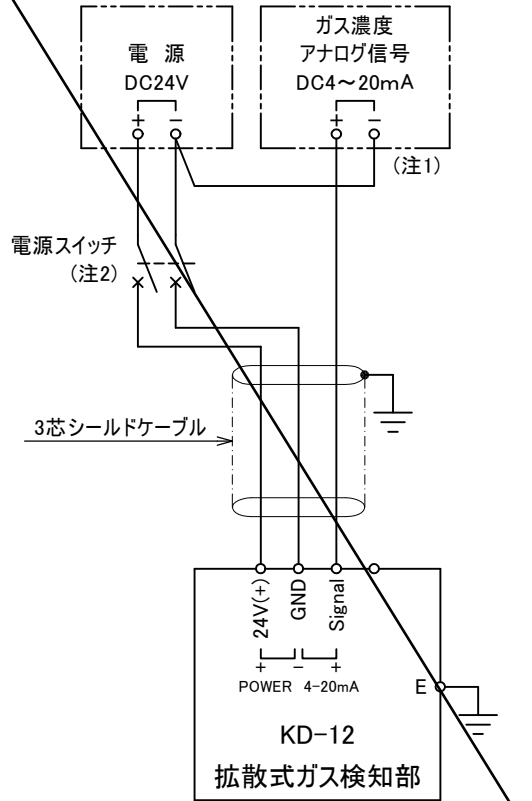 電 源
DC24V
+ −
ガス濃度
アナログ信号
DC4～20mA
+ −
(注1)
電源スイッチ
(注2)
3芯シールドケーブル
24V(+)
GND
Signal
+ − +
POWER 4-20mA
E
KD-12
拡散式ガス検知部